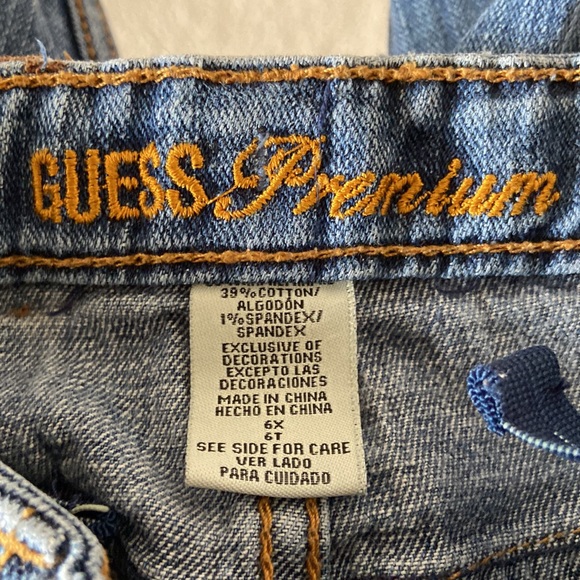 GUESS Premium
39% COTTON/
ALGODÓN
1% SPANDEX/
SPANDEX
EXCLUSIVE OF
DECORATIONS
EXCEPTO LAS
DECORACIONES
MADE IN CHINA
HECHO EN CHINA
6X
6T
SEE SIDE FOR CARE
VER LADO
PARA CUIDADO